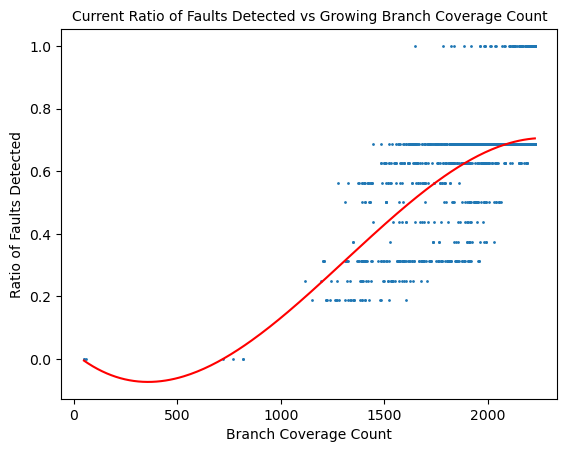 Current Ratio of Faults Detected vs Growing Branch Coverage Count
1.0
0.8
0.6
0.4
0.2
0.0
Ratio of Faults Detected
0 500 1000 1500 2000
Branch Coverage Count